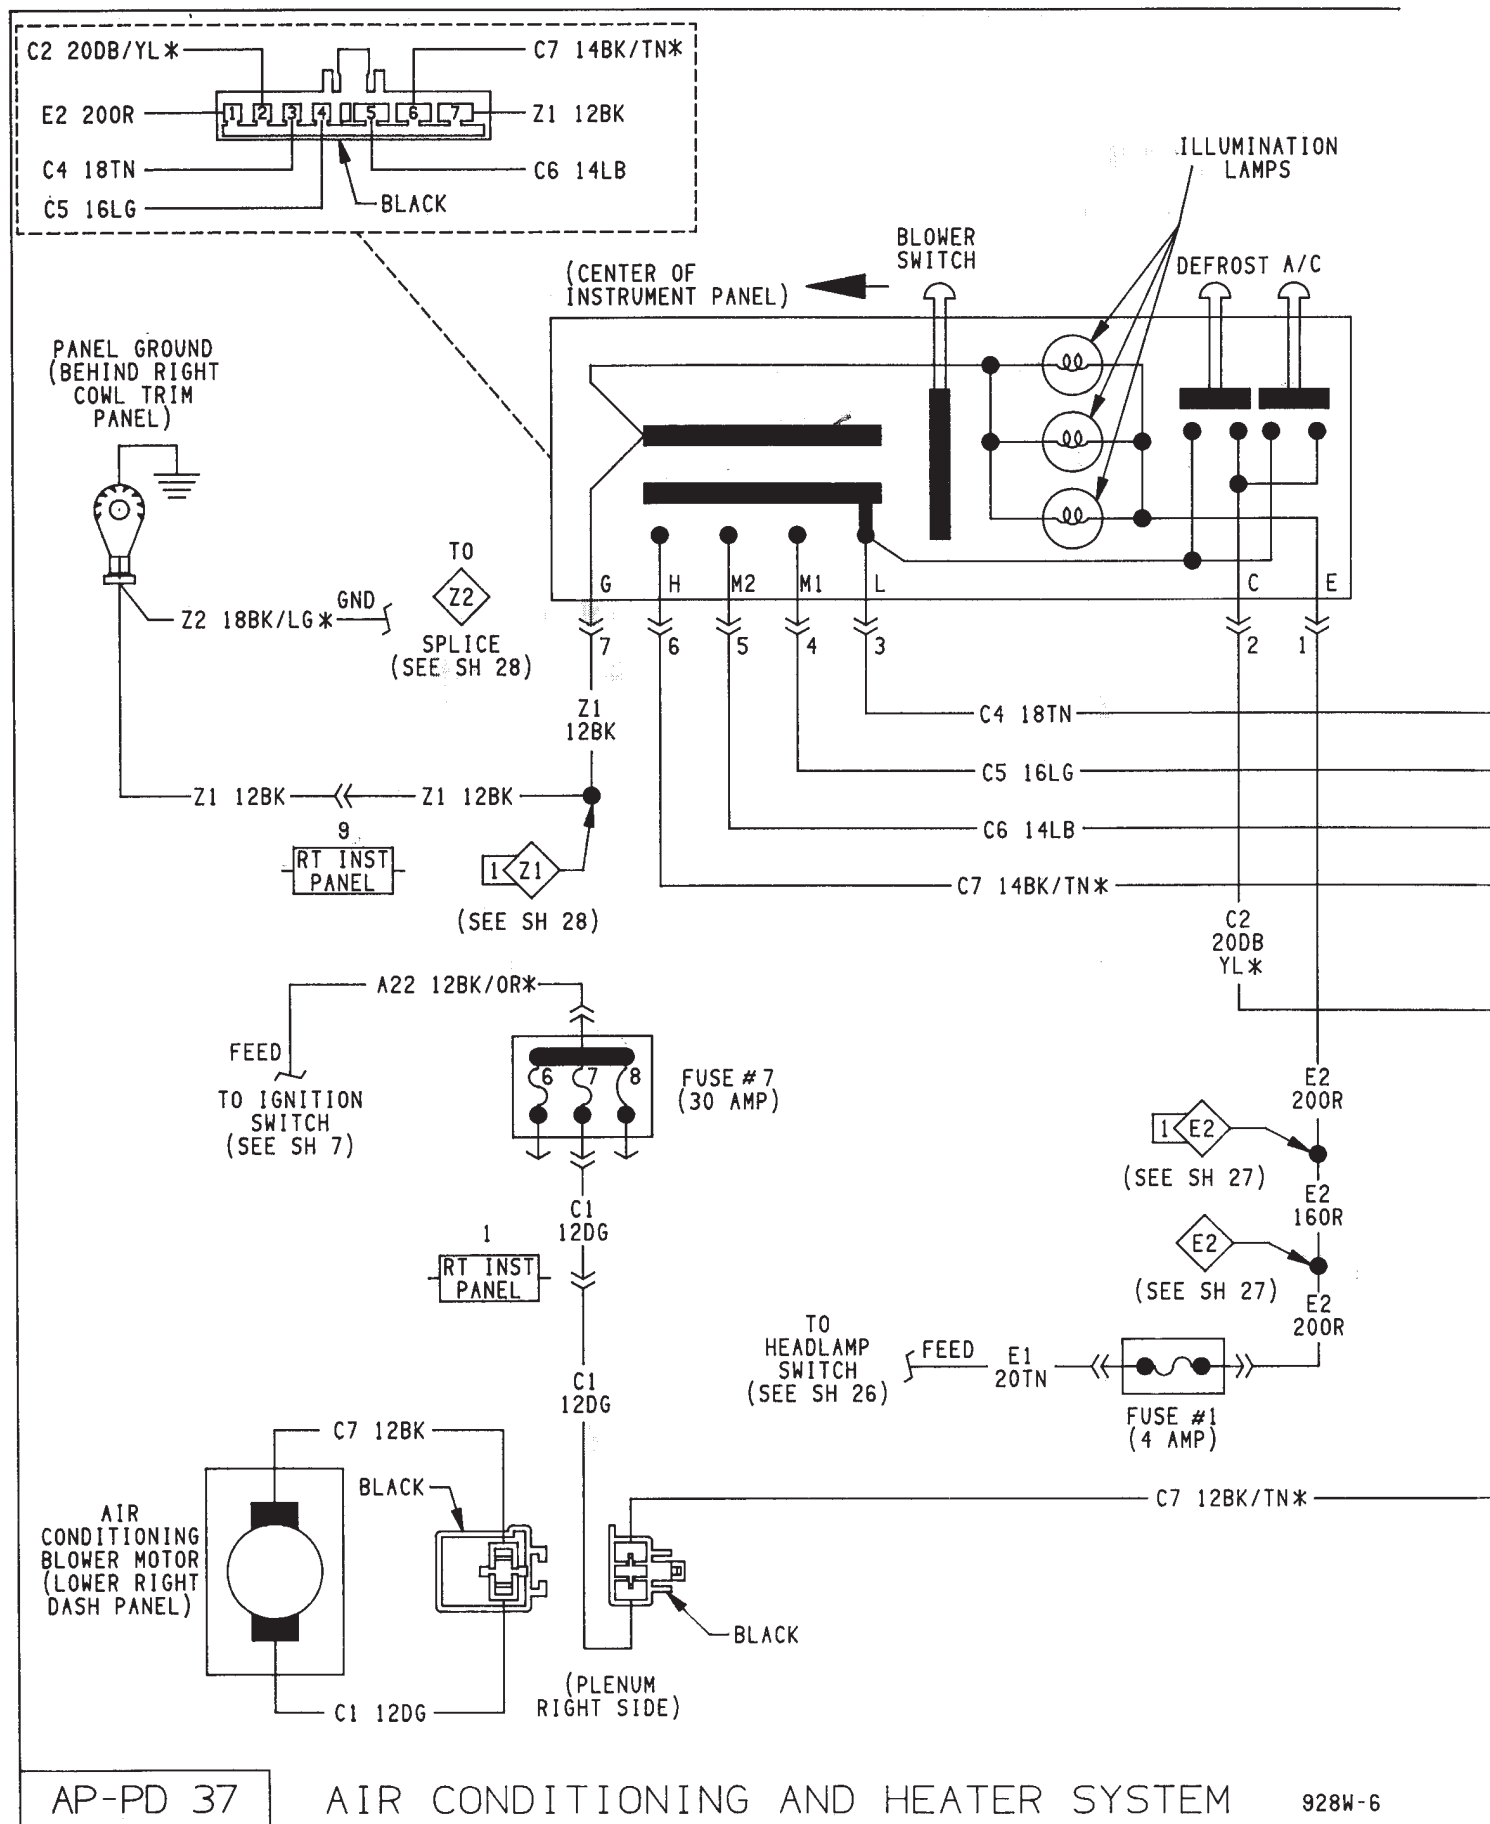 C2 20DB/YL*
C7 14BK/TN*
E2 20OR
1 2 3 4 5 6 7
Z1 12BK
C4 18TN
C6 14LB
C5 16LG
BLACK
ILLUMINATION
LAMPS
BLOWER
SWITCH
DEFROST A/C
(CENTER OF
INSTRUMENT PANEL)
PANEL GROUND
(BEHIND RIGHT
COWL TRIM
PANEL)
TO
Z2
SPLICE
(SEE SH 28)
Z2 18BK/LG*
GND
G H M2 M1 L C E
7 6 5 4 3 2 1
Z1
12BK
C4 18TN
C5 16LG
C6 14LB
C7 14BK/TN*
Z1 12BK
Z1 12BK
9
RT INST
PANEL
1 Z1
(SEE SH 28)
C2
20DB
YL*
A22 12BK/OR*
FEED
TO IGNITION
SWITCH
(SEE SH 7)
6 7 8
FUSE #7
(30 AMP)
E2
20OR
1 E2
(SEE SH 27)
E2
16OR
E2
(SEE SH 27)
E2
20OR
C1
12DG
1
RT INST
PANEL
TO
HEADLAMP
SWITCH
(SEE SH 26)
FEED
E1
20TN
FUSE #1
(4 AMP)
C1
12DG
C7 12BK
BLACK
C7 12BK/TN*
AIR
CONDITIONING
BLOWER MOTOR
(LOWER RIGHT
DASH PANEL)
BLACK
(PLENUM
RIGHT SIDE)
C1 12DG
AP-PD 37
AIR CONDITIONING AND HEATER SYSTEM
928W-6